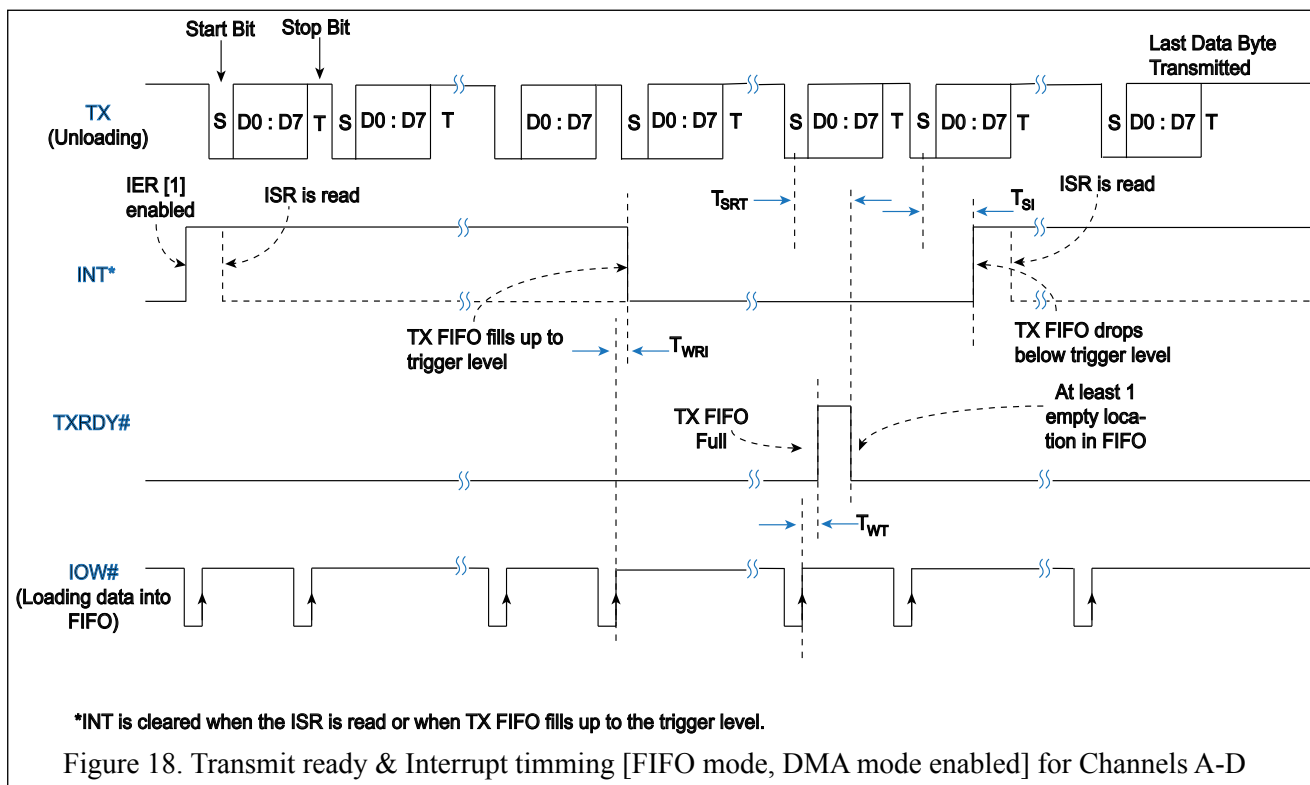 Start Bit
Stop Bit
Last Data Byte
Transmitted
TX
(Unloading)
S D0 : D7 T S D0 : D7 T D0 : D7 S D0 : D7 T S D0 : D7 T S D0 : D7 T S D0 : D7 T
IER [1]
enabled
ISR is read
TSRT
TSI
ISR is read
INT*
TX FIFO fills up to
trigger level
TWRI
TX FIFO drops
below trigger level
TXRDY#
TX FIFO
Full
At least 1
empty loca-
tion in FIFO
TWT
IOW#
(Loading data into
FIFO)
*INT is cleared when the ISR is read or when TX FIFO fills up to the trigger level.
Figure 18. Transmit ready & Interrupt timming [FIFO mode, DMA mode enabled] for Channels A-D